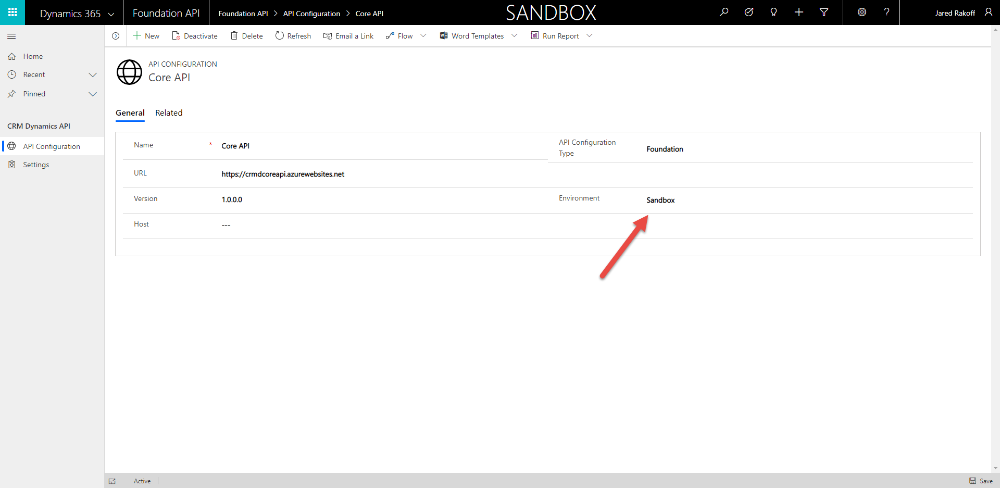 Dynamics 365
Foundation API
Foundation API > API Configuration > Core API
SANDBOX
Jared Rakoff
New
Deactivate
Delete
Refresh
Email a Link
Flow
Word Templates
Run Report
Home
Recent
Pinned
CRM Dynamics API
API Configuration
Settings
API CONFIGURATION
Core API
General
Related
Name * Core API
API Configuration
Type
Foundation
URL https://crmdcoreapi.azurewebsites.net
Version 1.0.0.0
Environment Sandbox
Host ---
Active
Save